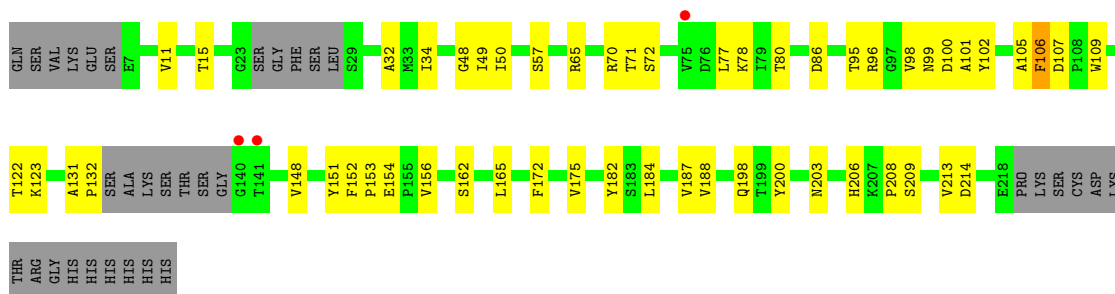 GLN SER VAL LYS GLU SER E7 V11 T15 G23 SER GLY PHE SER LEU S29 A32 M33 I34 G48 I49 I50 S57 R65 R70 T71 S72 V75 D76 L77 K78 I79 T80 D86 T95 R96 G97 V98 N99 D100 A101 Y102 A105 F106 D107 P108 W109
T122 K123 A131 P132 SER ALA LYS SER THR SER GLY G140 T141 V148 Y151 F152 P153 E154 P155 V156 S162 L165 F172 V175 Y182 S183 L184 V187 V188 Q198 T199 Y200 N203 H206 K207 P208 S209 V213 D214 E218 PRO LYS SER CYS ASP LYS
THR ARG GLY HIS HIS HIS HIS HIS HIS